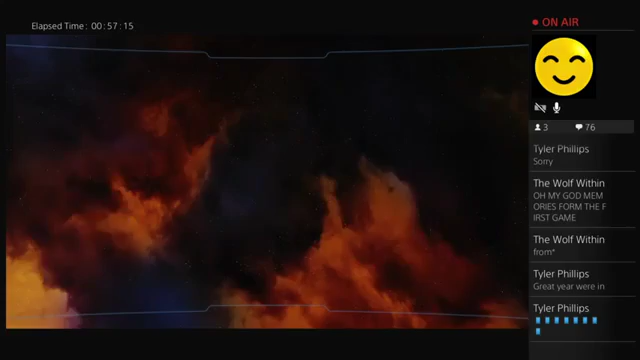 Elapsed Time: 00:57:15
ON AIR
3
76
Tyler Phillips
Sorry
The Wolf Within
OH MY GOD MEM
ORIES FORM THE F
IRST GAME
The Wolf Within
from*
Tyler Phillips
Great year were in
Tyler Phillips